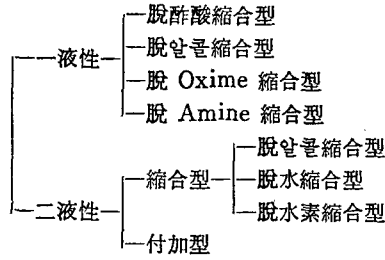 脫酢酸縮合型
一液性
脫알콜縮合型
脫 Oxime 縮合型
脫 Amine 縮合型
脫알콜縮合型
縮合型
脫水縮合型
二液性
脫水素縮合型
付加型